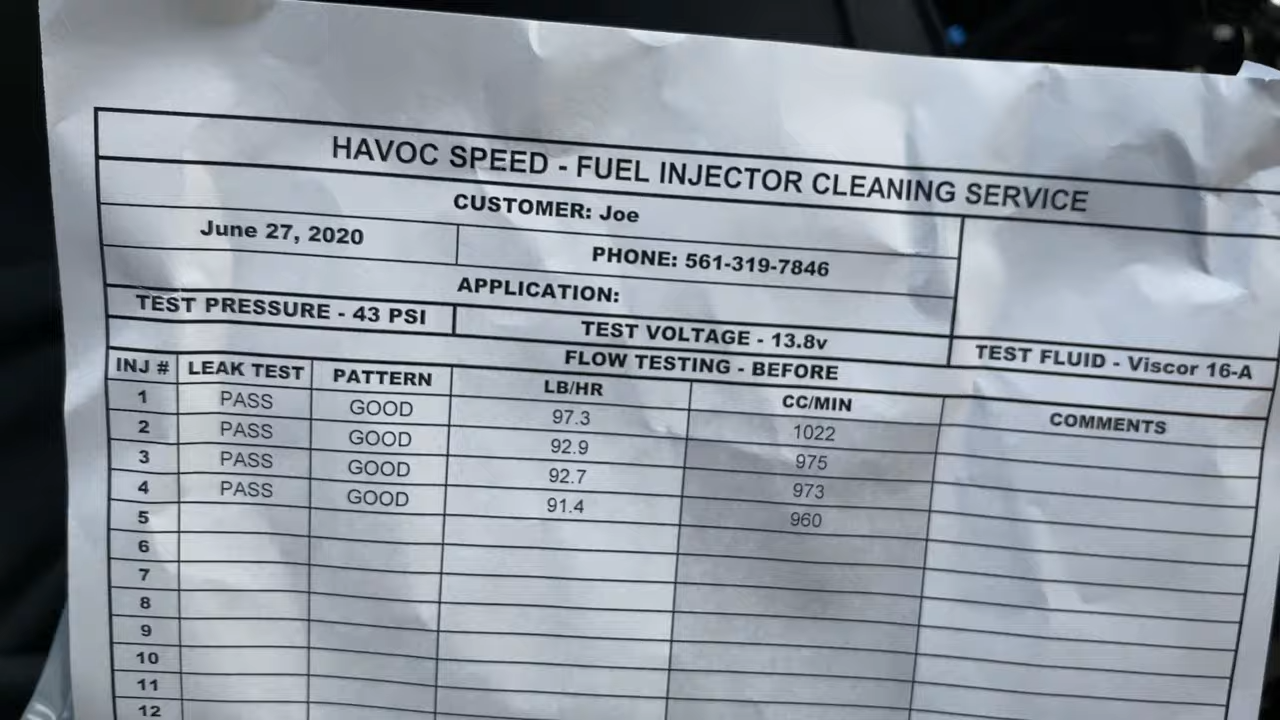 HAVOC SPEED - FUEL INJECTOR CLEANING SERVICE
CUSTOMER: Joe
June 27, 2020 PHONE: 561-319-7846
APPLICATION:
TEST PRESSURE - 43 PSI TEST VOLTAGE - 13.8v TEST FLUID - Viscor 16-A
FLOW TESTING - BEFORE
INJ # LEAK TEST PATTERN LB/HR CC/MIN COMMENTS
1 PASS GOOD 97.3 1022
2 PASS GOOD 92.9 975
3 PASS GOOD 92.7 973
4 PASS GOOD 91.4 960
5
6
7
8
9
10
11
12